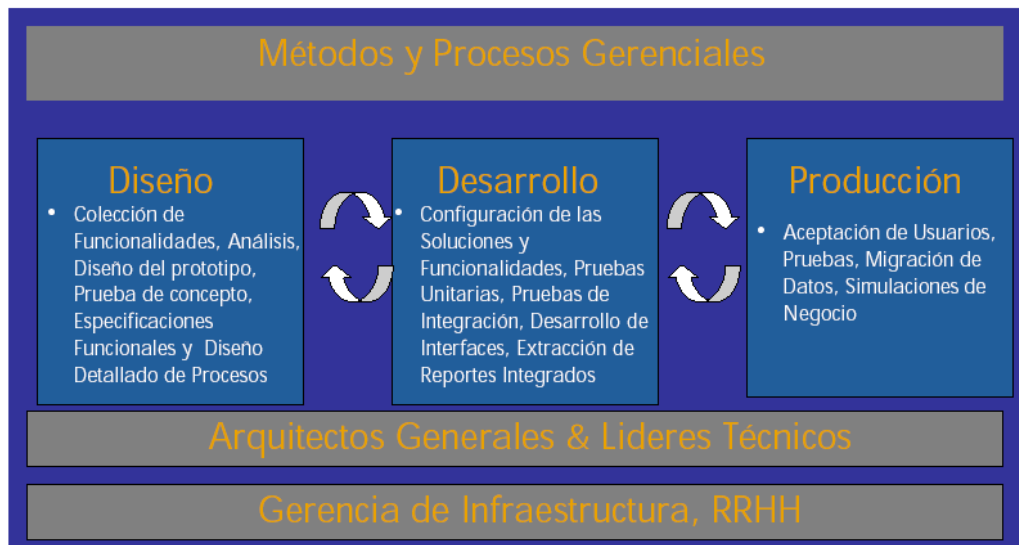 Métodos y Procesos Gerenciales
Diseño
• Colección de
Funcionalidades, Análisis,
Diseño del prototipo,
Prueba de concepto,
Especificaciones
Funcionales y Diseño
Detallado de Procesos
Desarrollo
• Configuración de las
Soluciones y
Funcionalidades, Pruebas
Unitarias, Pruebas de
Integración, Desarrollo de
Interfaces, Extracción de
Reportes Integrados
Producción
• Aceptación de Usuarios,
Pruebas, Migración de
Datos, Simulaciones de
Negocio
Arquitectos Generales & Lideres Técnicos
Gerencia de Infraestructura, RRHH